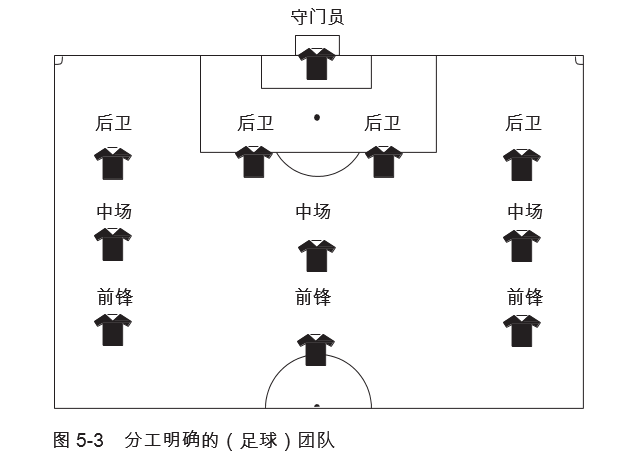 守门员
后卫 后卫 后卫 后卫
中场 中场 中场
前锋 前锋 前锋
图 5-3 分工明确的（足球）团队